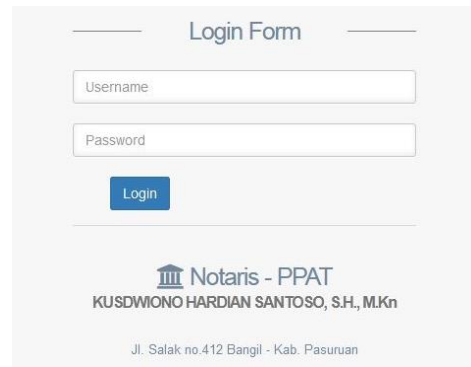 Login Form
Username
Password
Login
Notaris - PPAT
KUSDWIONO HARDIAN SANTOSO, S.H., M.Kn
Jl. Salak no.412 Bangil - Kab. Pasuruan